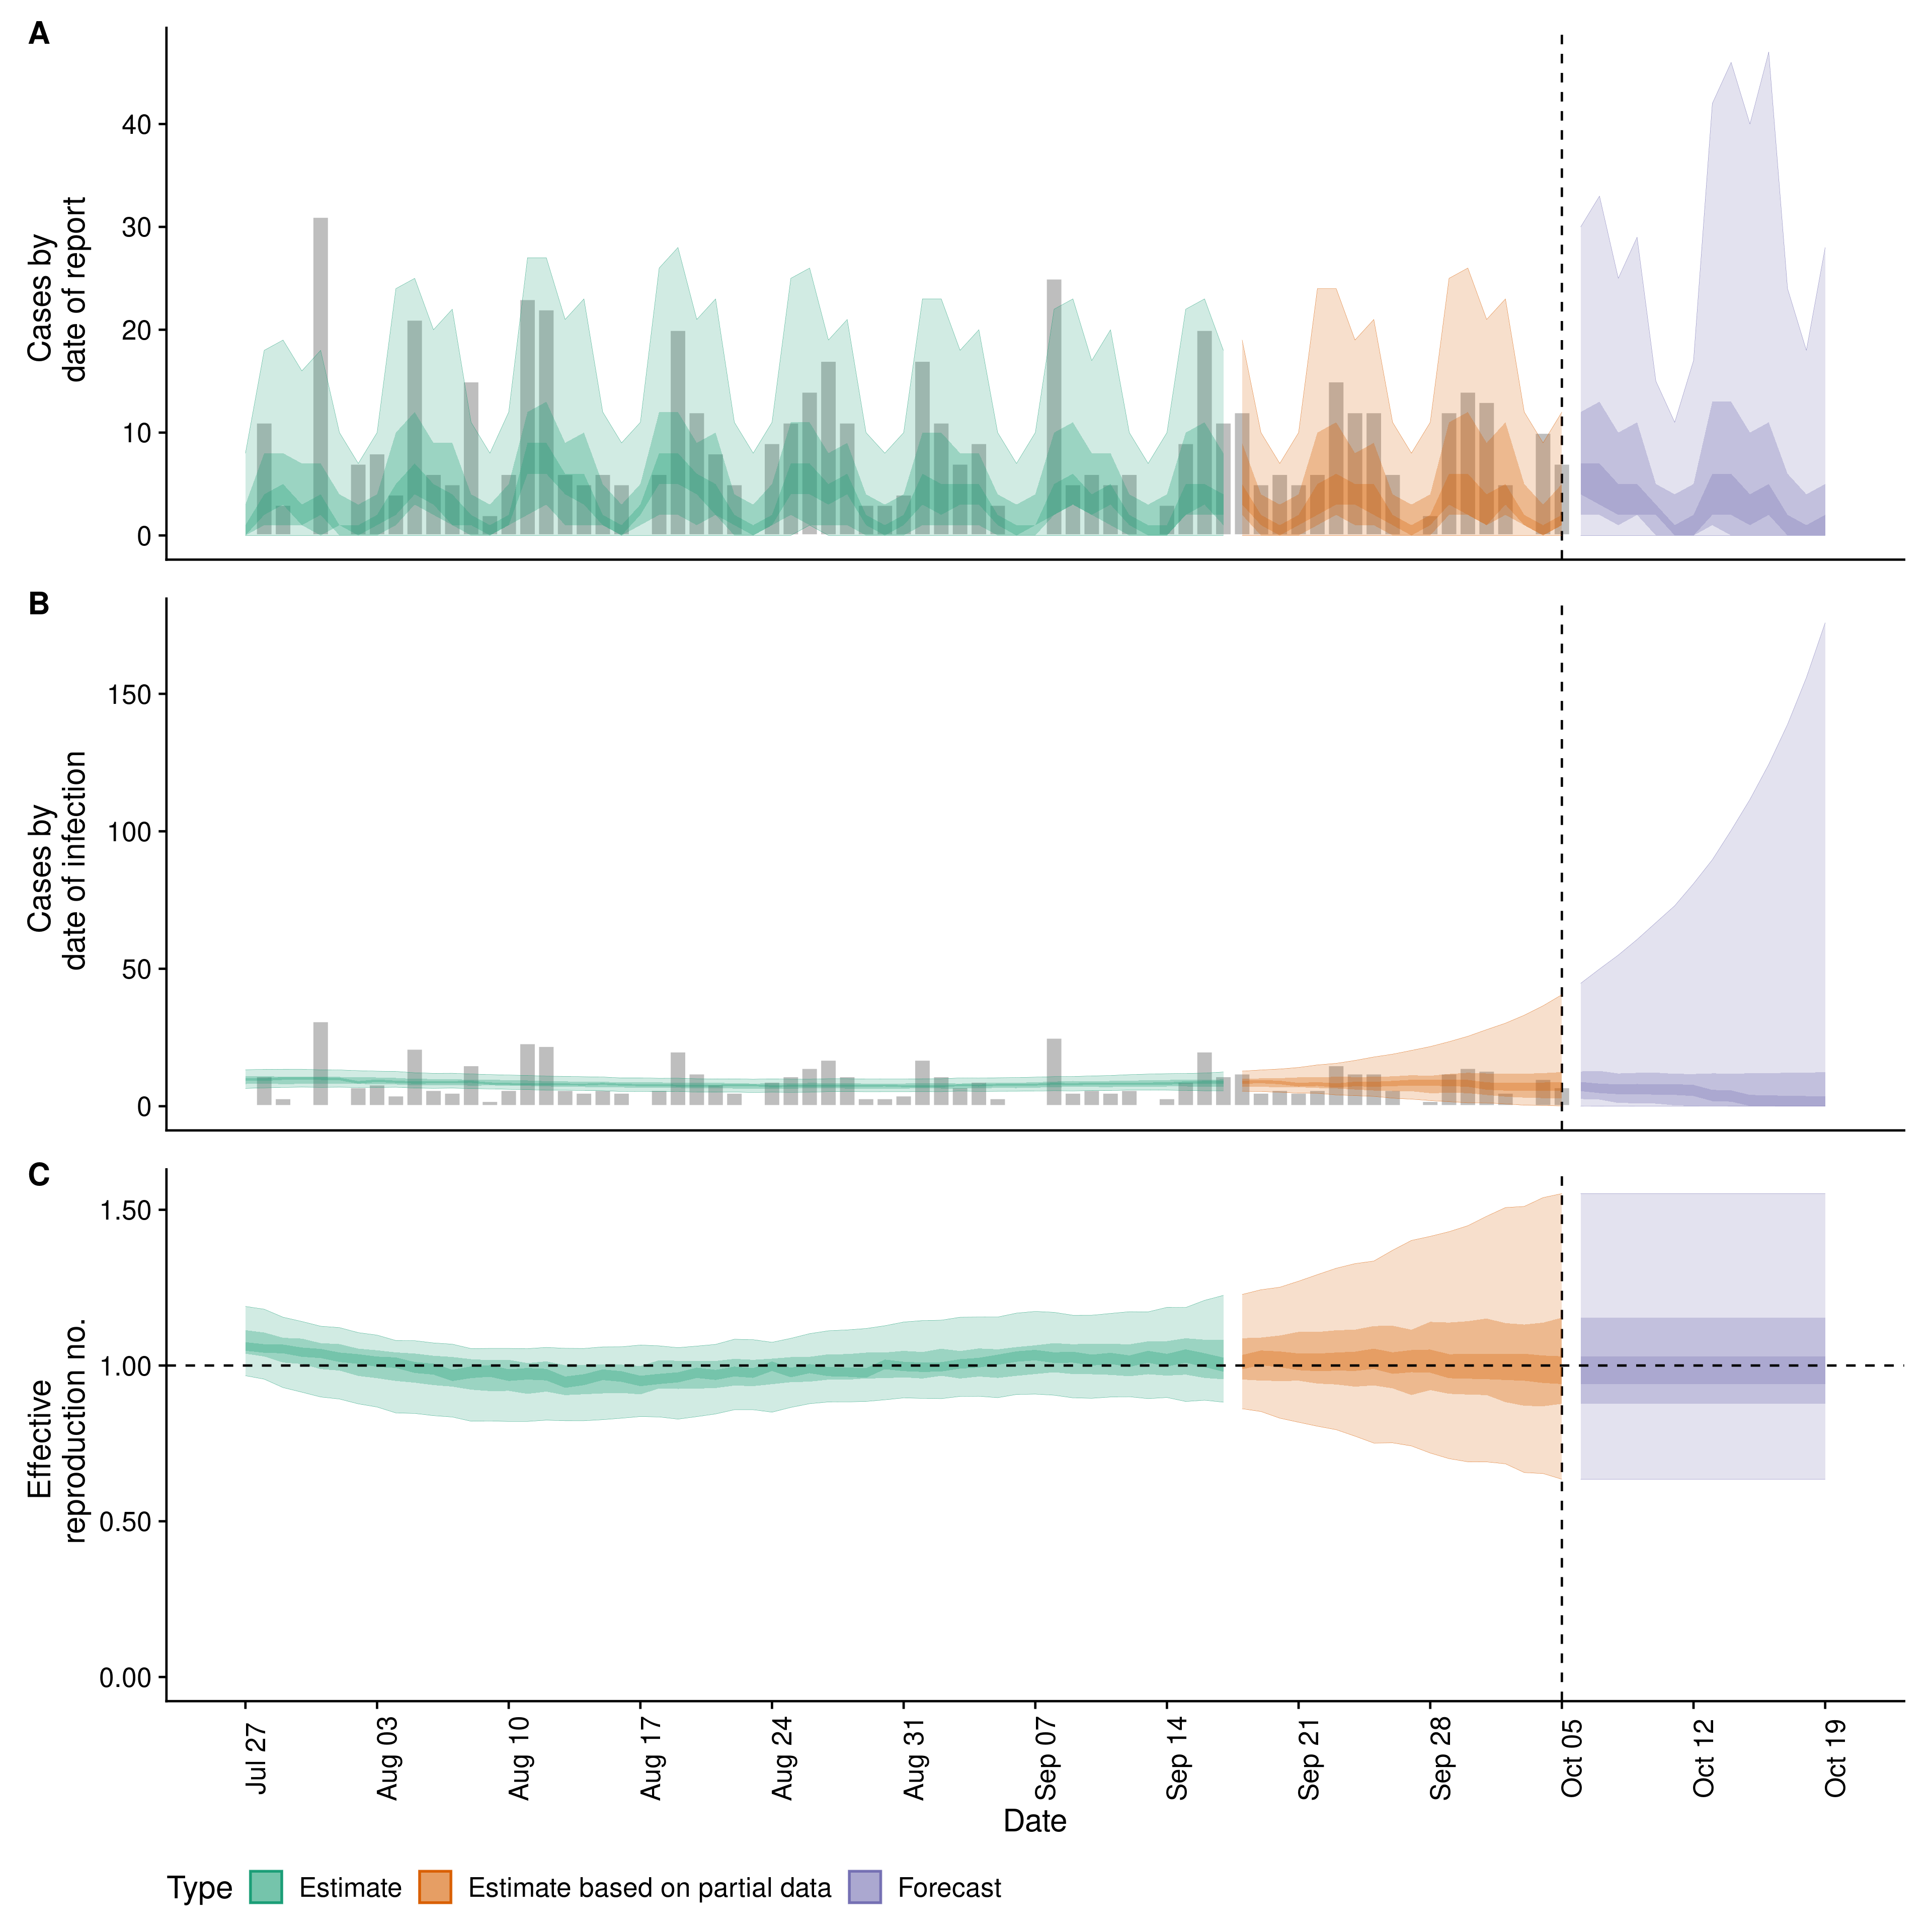 A
Cases by
date of report
40
30
20
10
0
B
Cases by
date of infection
150
100
50
0
C
Effective
reproduction no.
1.50
1.00
0.50
0.00
Jul 27
Aug 03
Aug 10
Aug 17
Aug 24
Aug 31
Sep 07
Sep 14
Sep 21
Sep 28
Oct 05
Oct 12
Oct 19
Date
Type Estimate Estimate based on partial data Forecast